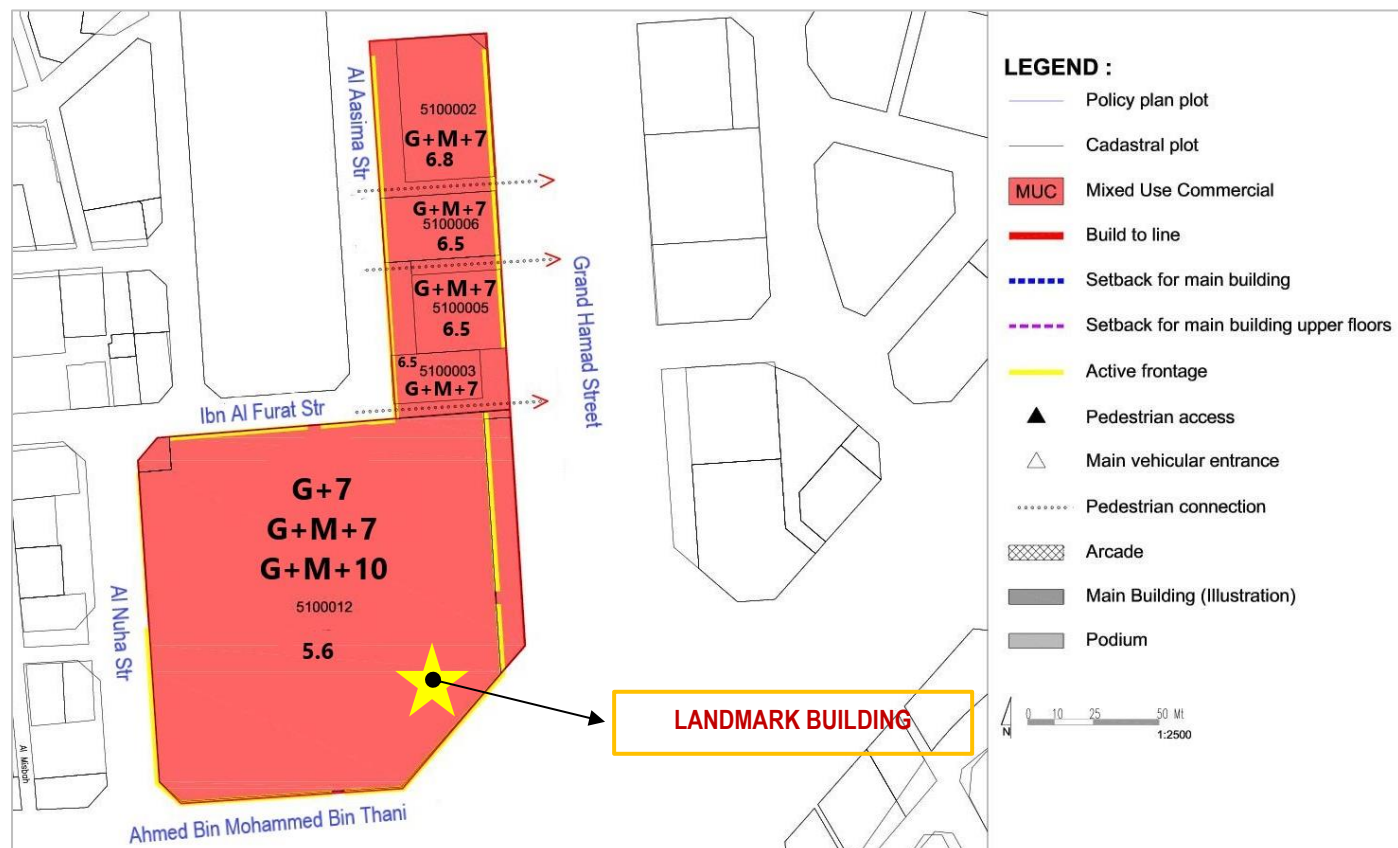 Al Aasima Str
5100002
G+M+7
6.8
G+M+7
5100006
6.5
G+M+7
5100005
6.5
6.5
5100003
G+M+7
Grand Hamad Street
Ibn Al Furat Str
G+7
G+M+7
G+M+10
5100012
5.6
Al Nuha Str
Al Misbah
Ahmed Bin Mohammed Bin Thani
LANDMARK BUILDING
LEGEND :
Policy plan plot
Cadastral plot
MUC Mixed Use Commercial
Build to line
Setback for main building
Setback for main building upper floors
Active frontage
Pedestrian access
Main vehicular entrance
Pedestrian connection
Arcade
Main Building (Illustration)
Podium
N
0 10 25 50 Mt
1:2500